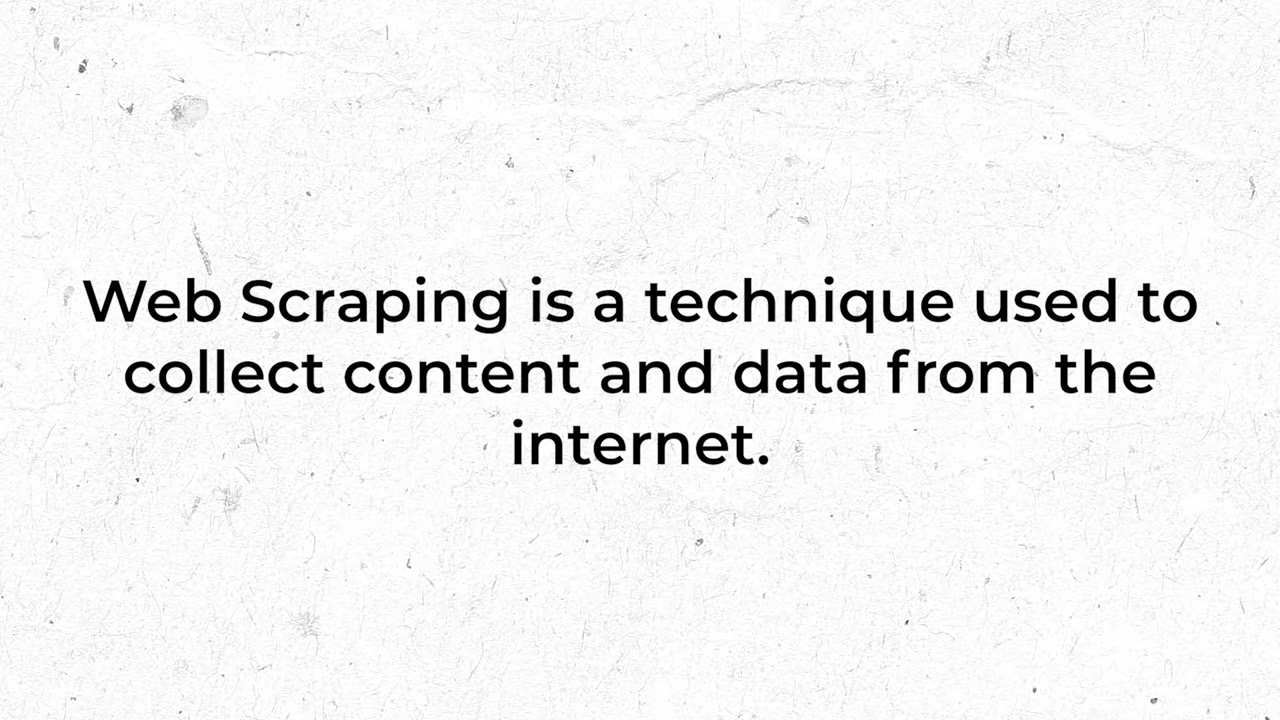 Web Scraping is a technique used to
collect content and data from the
internet.